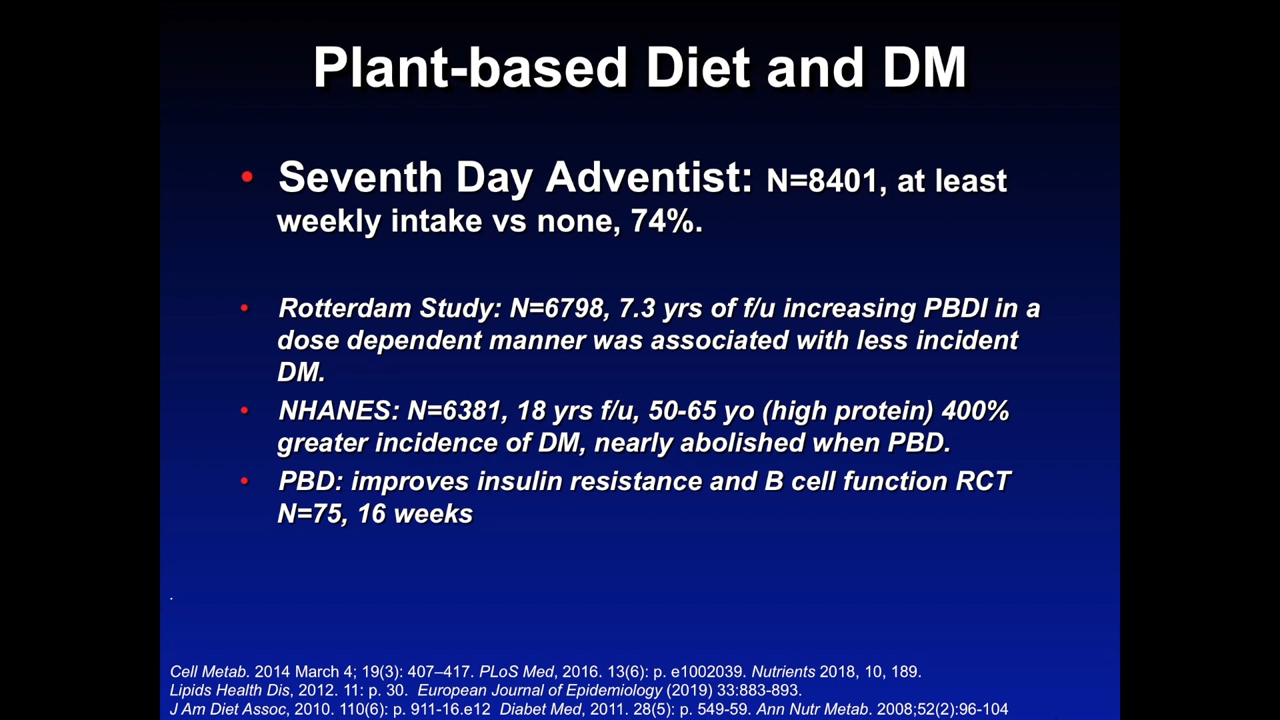 Plant-based Diet and DM
• Seventh Day Adventist: N=8401, at least
weekly intake vs none, 74%.
• Rotterdam Study: N=6798, 7.3 yrs of f/u increasing PBDI in a
dose dependent manner was associated with less incident
DM.
• NHANES: N=6381, 18 yrs f/u, 50-65 yo (high protein) 400%
greater incidence of DM, nearly abolished when PBD.
• PBD: improves insulin resistance and B cell function RCT
N=75, 16 weeks
.
Cell Metab. 2014 March 4; 19(3): 407–417. PLoS Med, 2016. 13(6): p. e1002039. Nutrients 2018, 10, 189.
Lipids Health Dis, 2012. 11: p. 30. European Journal of Epidemiology (2019) 33:883-893.
J Am Diet Assoc, 2010. 110(6): p. 911-16.e12 Diabet Med, 2011. 28(5): p. 549-59. Ann Nutr Metab. 2008;52(2):96-104